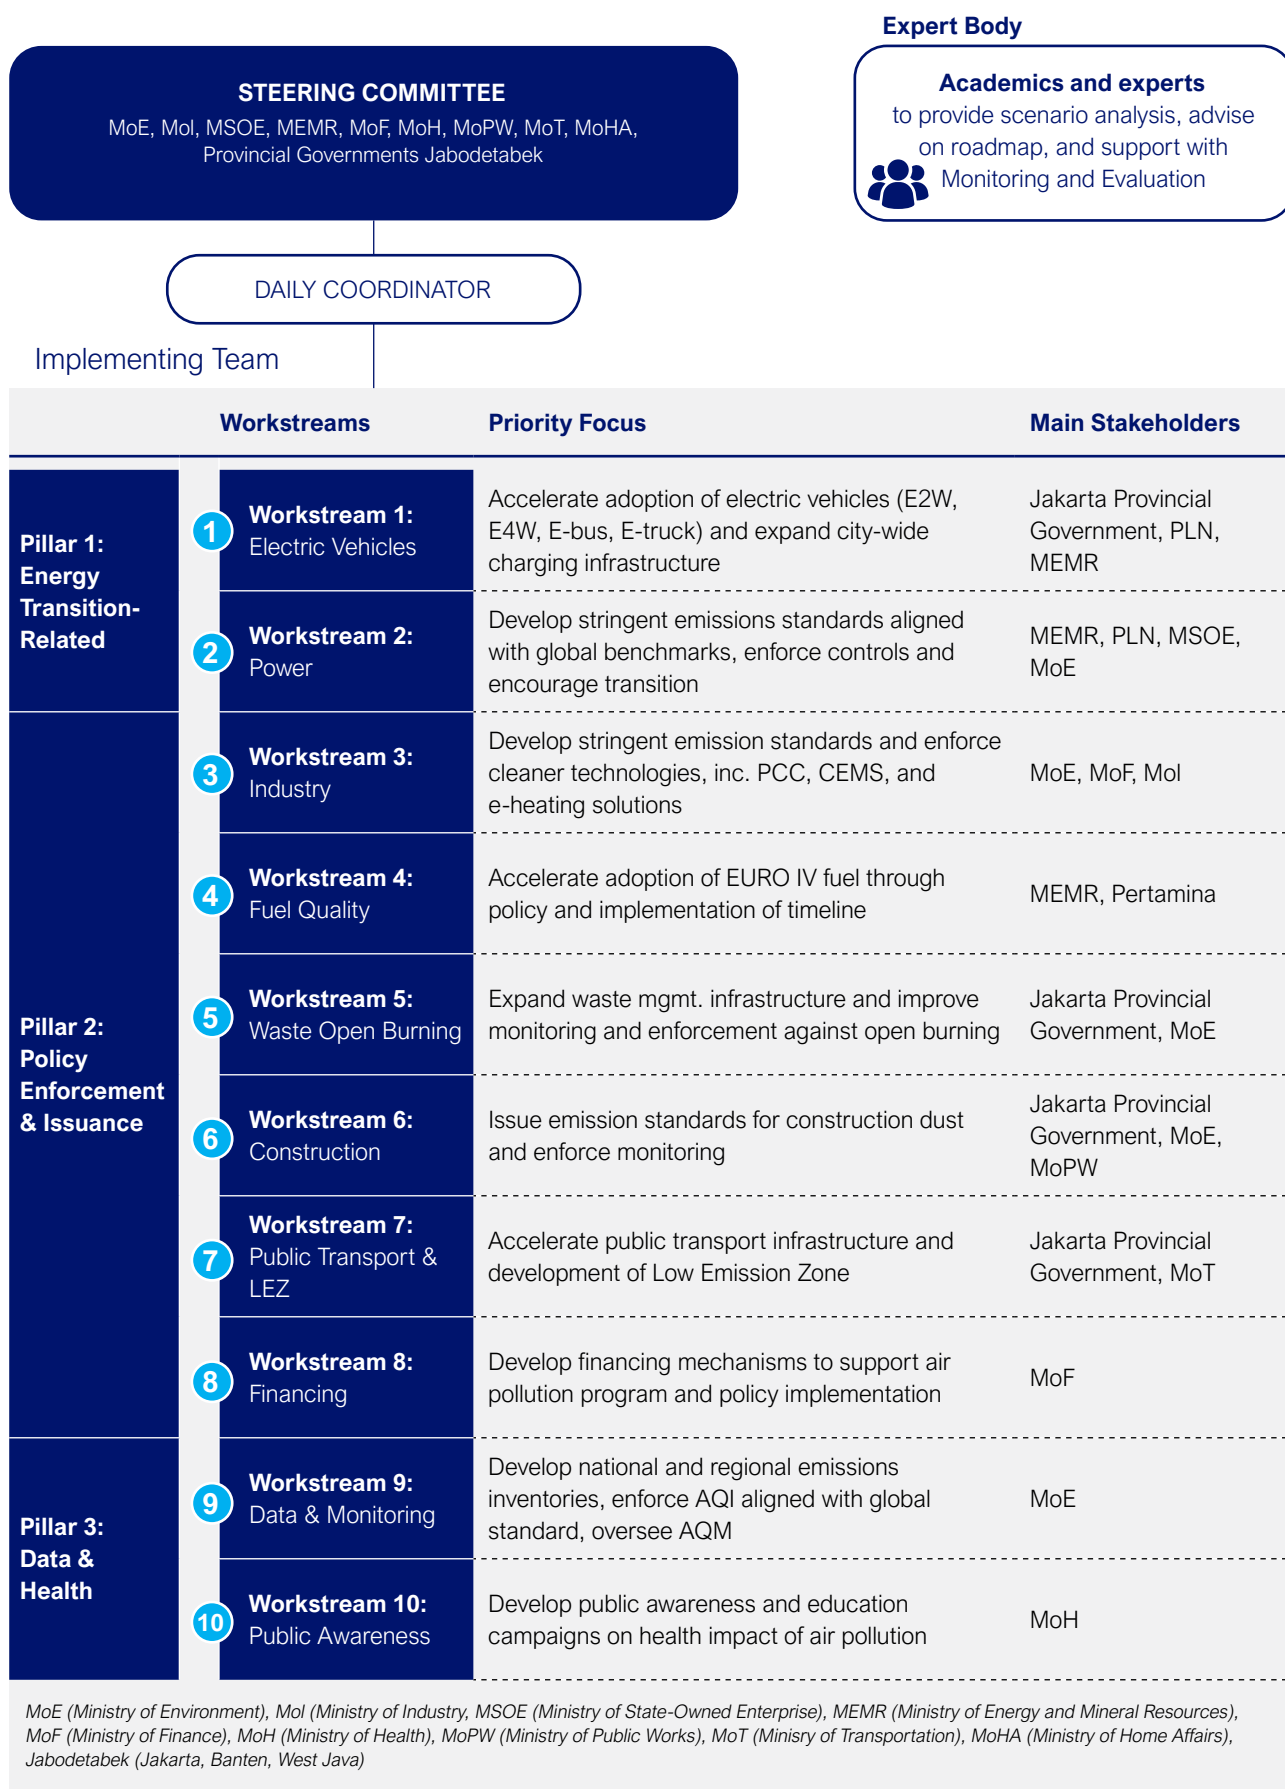 Expert Body
STEERING COMMITTEE
MoE, MoI, MSOE, MEMR, MoF, MoH, MoPW, MoT, MoHA,
Provincial Governments Jabodetabek
Academics and experts
to provide scenario analysis, advise
on roadmap, and support with
Monitoring and Evaluation
DAILY COORDINATOR
Implementing Team
Workstreams
Priority Focus
Main Stakeholders
Pillar 1:
Energy
Transition-
Related
1
Workstream 1:
Electric Vehicles
Accelerate adoption of electric vehicles (E2W,
E4W, E-bus, E-truck) and expand city-wide
charging infrastructure
Jakarta Provincial
Government, PLN,
MEMR
2
Workstream 2:
Power
Develop stringent emissions standards aligned
with global benchmarks, enforce controls and
encourage transition
MEMR, PLN, MSOE,
MoE
Pillar 2:
Policy
Enforcement
& Issuance
3
Workstream 3:
Industry
Develop stringent emission standards and enforce
cleaner technologies, inc. PCC, CEMS, and
e-heating solutions
MoE, MoF, MoI
4
Workstream 4:
Fuel Quality
Accelerate adoption of EURO IV fuel through
policy and implementation of timeline
MEMR, Pertamina
5
Workstream 5:
Waste Open Burning
Expand waste mgmt. infrastructure and improve
monitoring and enforcement against open burning
Jakarta Provincial
Government, MoE
6
Workstream 6:
Construction
Issue emission standards for construction dust
and enforce monitoring
Jakarta Provincial
Government, MoE,
MoPW
7
Workstream 7:
Public Transport &
LEZ
Accelerate public transport infrastructure and
development of Low Emission Zone
Jakarta Provincial
Government, MoT
8
Workstream 8:
Financing
Develop financing mechanisms to support air
pollution program and policy implementation
MoF
Pillar 3:
Data &
Health
9
Workstream 9:
Data & Monitoring
Develop national and regional emissions
inventories, enforce AQI aligned with global
standard, oversee AQM
MoE
10
Workstream 10:
Public Awareness
Develop public awareness and education
campaigns on health impact of air pollution
MoH
MoE (Ministry of Environment), MoI (Ministry of Industry, MSOE (Ministry of State-Owned Enterprise), MEMR (Ministry of Energy and Mineral Resources),
MoF (Ministry of Finance), MoH (Ministry of Health), MoPW (Ministry of Public Works), MoT (Minisry of Transportation), MoHA (Ministry of Home Affairs),
Jabodetabek (Jakarta, Banten, West Java)